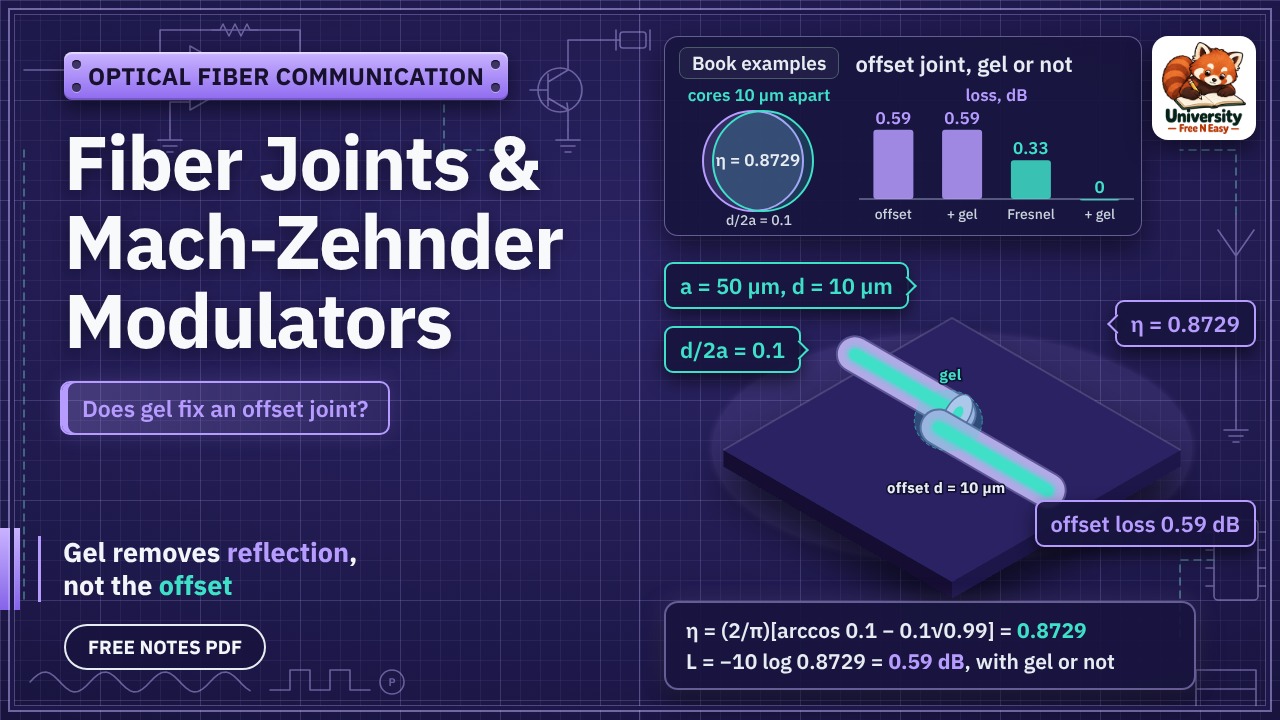 OPTICAL FIBER COMMUNICATION
Fiber Joints &
Mach-Zehnder
Modulators
Does gel fix an offset joint?
Gel removes reflection,
not the offset
FREE NOTES PDF
P
Book examples
offset joint, gel or not
cores 10 µm apart
η = 0.8729
d/2a = 0.1
loss, dB
0.59
0.59
0.33
0
offset
+ gel
Fresnel
+ gel
University
Free N Easy
a = 50 µm, d = 10 µm
d/2a = 0.1
η = 0.8729
gel
offset d = 10 µm
offset loss 0.59 dB
η = (2/π)[arccos 0.1 − 0.1√0.99] = 0.8729
L = −10 log 0.8729 = 0.59 dB, with gel or not